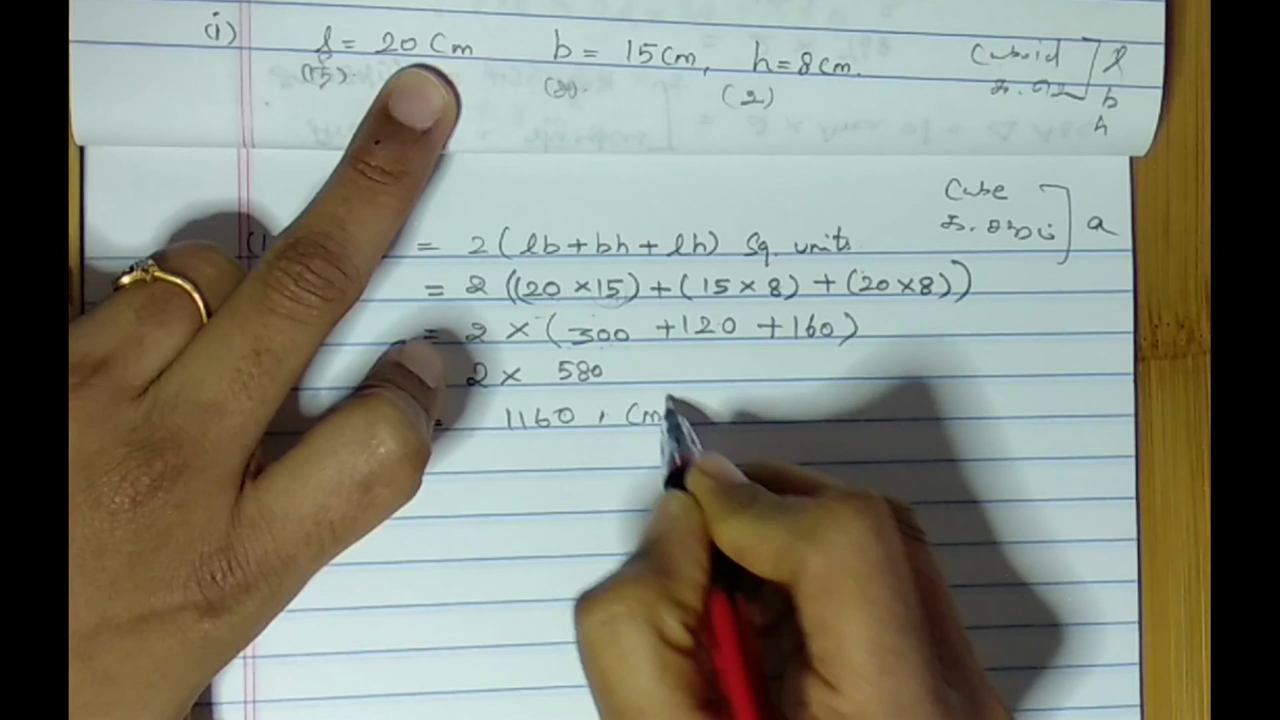 (i) l = 20 Cm b = 15 Cm, h = 8 cm. Cuboid ] l
(2) b
h
Cube ] a
= 2 (lb + bh + lh) Sq. units
= 2 ((20 × 15) + (15 × 8) + (20 × 8))
= 2 × (300 + 120 + 160)
2 × 580
= 1160 . Cm